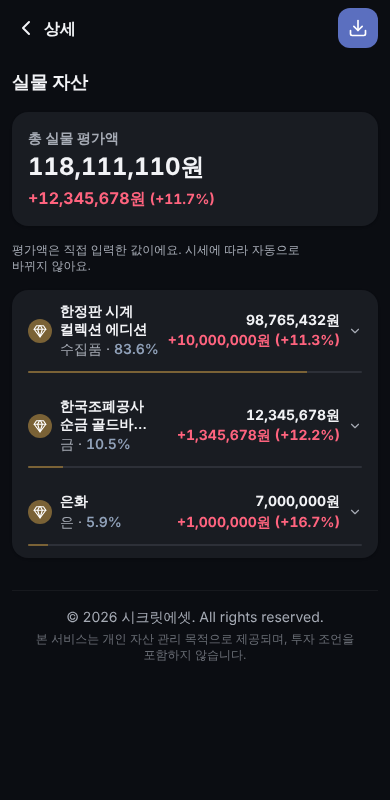 상세
실물 자산
총 실물 평가액
118,111,110원
+12,345,678원 (+11.7%)
평가액은 직접 입력한 값이에요. 시세에 따라 자동으로
바뀌지 않아요.
한정판 시계
컬렉션 에디션
수집품 · 83.6%
98,765,432원
+10,000,000원 (+11.3%)
한국조폐공사
순금 골드바...
금 · 10.5%
12,345,678원
+1,345,678원 (+12.2%)
은화
은 · 5.9%
7,000,000원
+1,000,000원 (+16.7%)
© 2026 시크릿에셋. All rights reserved.
본 서비스는 개인 자산 관리 목적으로 제공되며, 투자 조언을
포함하지 않습니다.